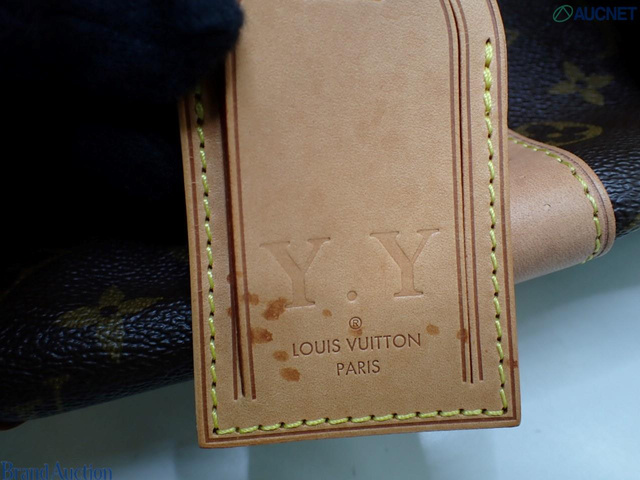 AUCNET
Y.Y
®
LOUIS VUITTON
PARIS
Brand Auction